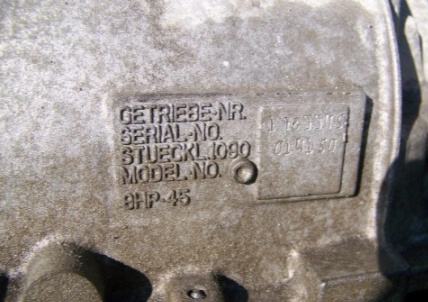 GETRIEBE-NR.
SERIAL-NO.
STUECKL.1090
MODEL-NO.
8HP-45